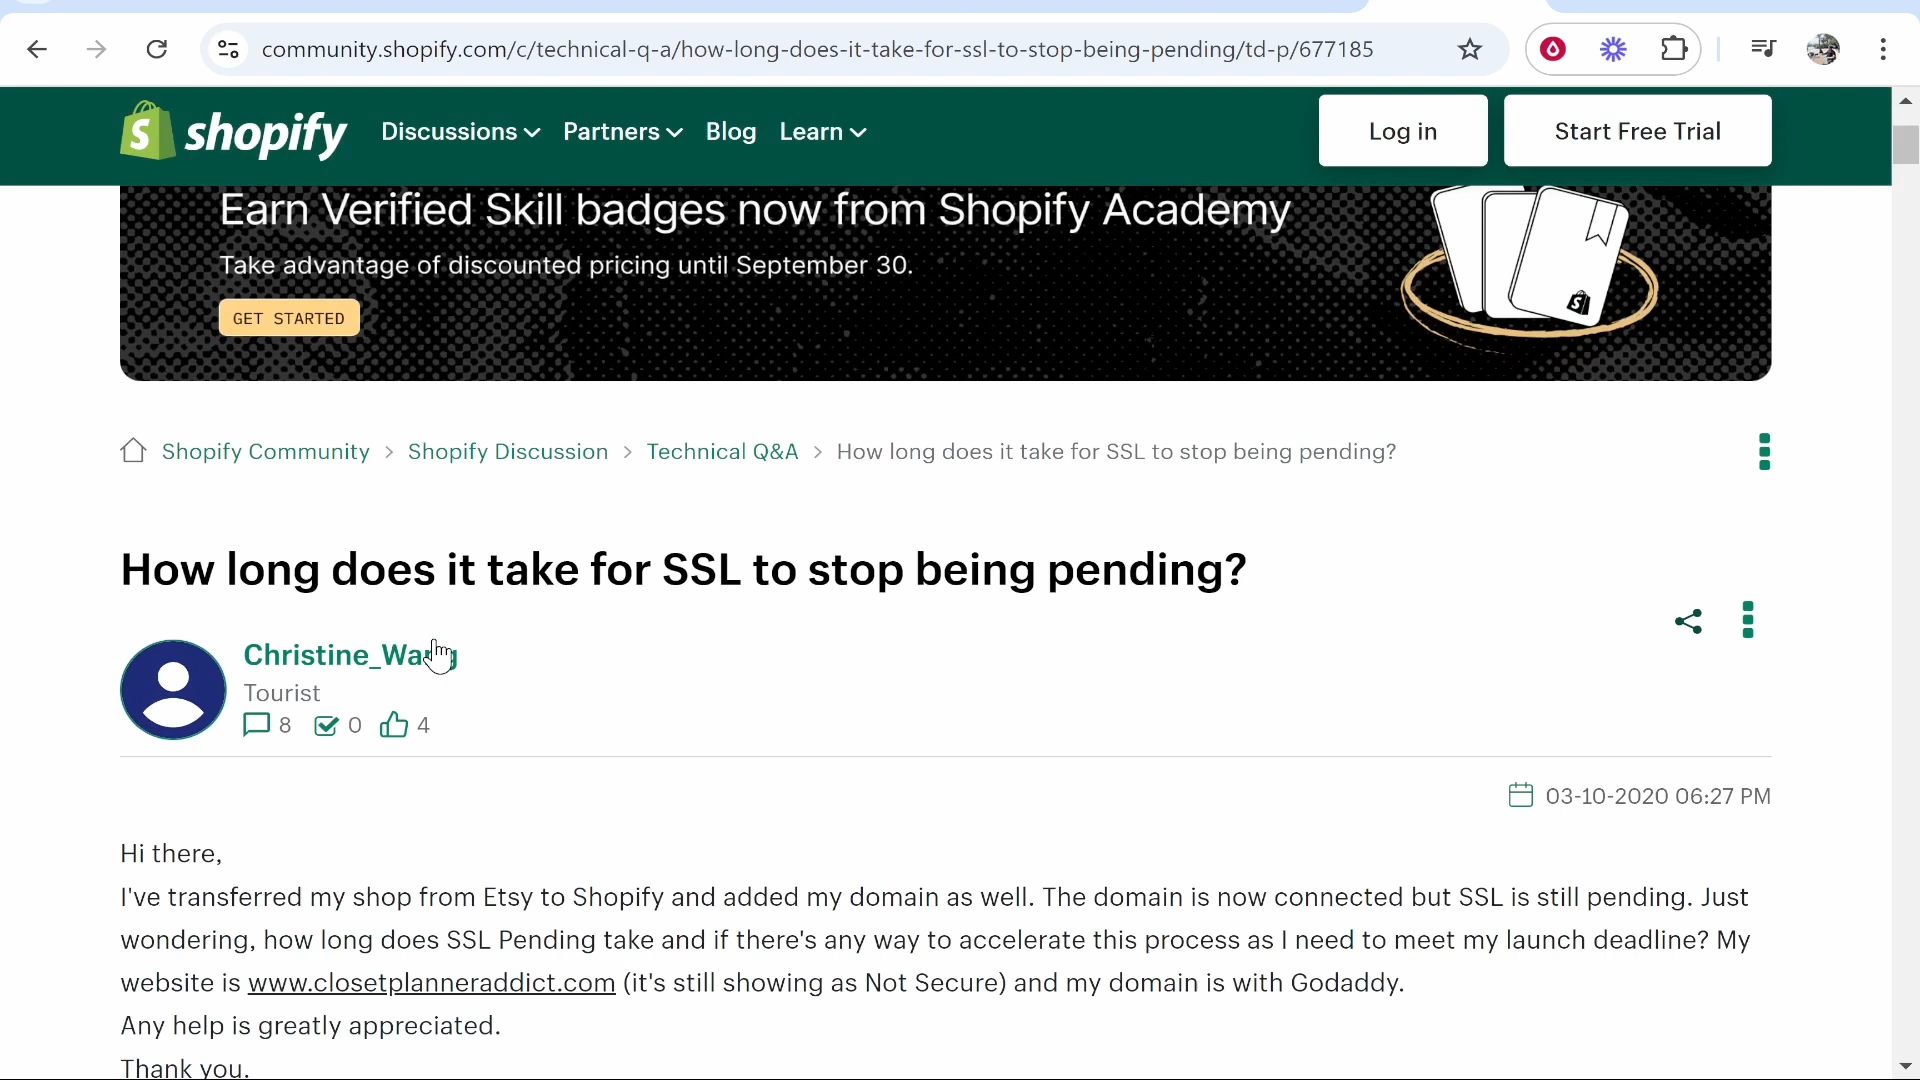 community.shopify.com/c/technical-q-a/how-long-does-it-take-for-ssl-to-stop-being-pending/td-p/677185
shopify Discussions Partners Blog Learn Log in Start Free Trial
Earn Verified Skill badges now from Shopify Academy
Take advantage of discounted pricing until September 30.
GET STARTED
Shopify Community > Shopify Discussion > Technical Q&A > How long does it take for SSL to stop being pending?
How long does it take for SSL to stop being pending?
Christine_Wang
Tourist
8 0 4
03-10-2020 06:27 PM
Hi there,
I've transferred my shop from Etsy to Shopify and added my domain as well. The domain is now connected but SSL is still pending. Just
wondering, how long does SSL Pending take and if there's any way to accelerate this process as I need to meet my launch deadline? My
website is www.closetplanneraddict.com (it's still showing as Not Secure) and my domain is with Godaddy.
Any help is greatly appreciated.
Thank you.